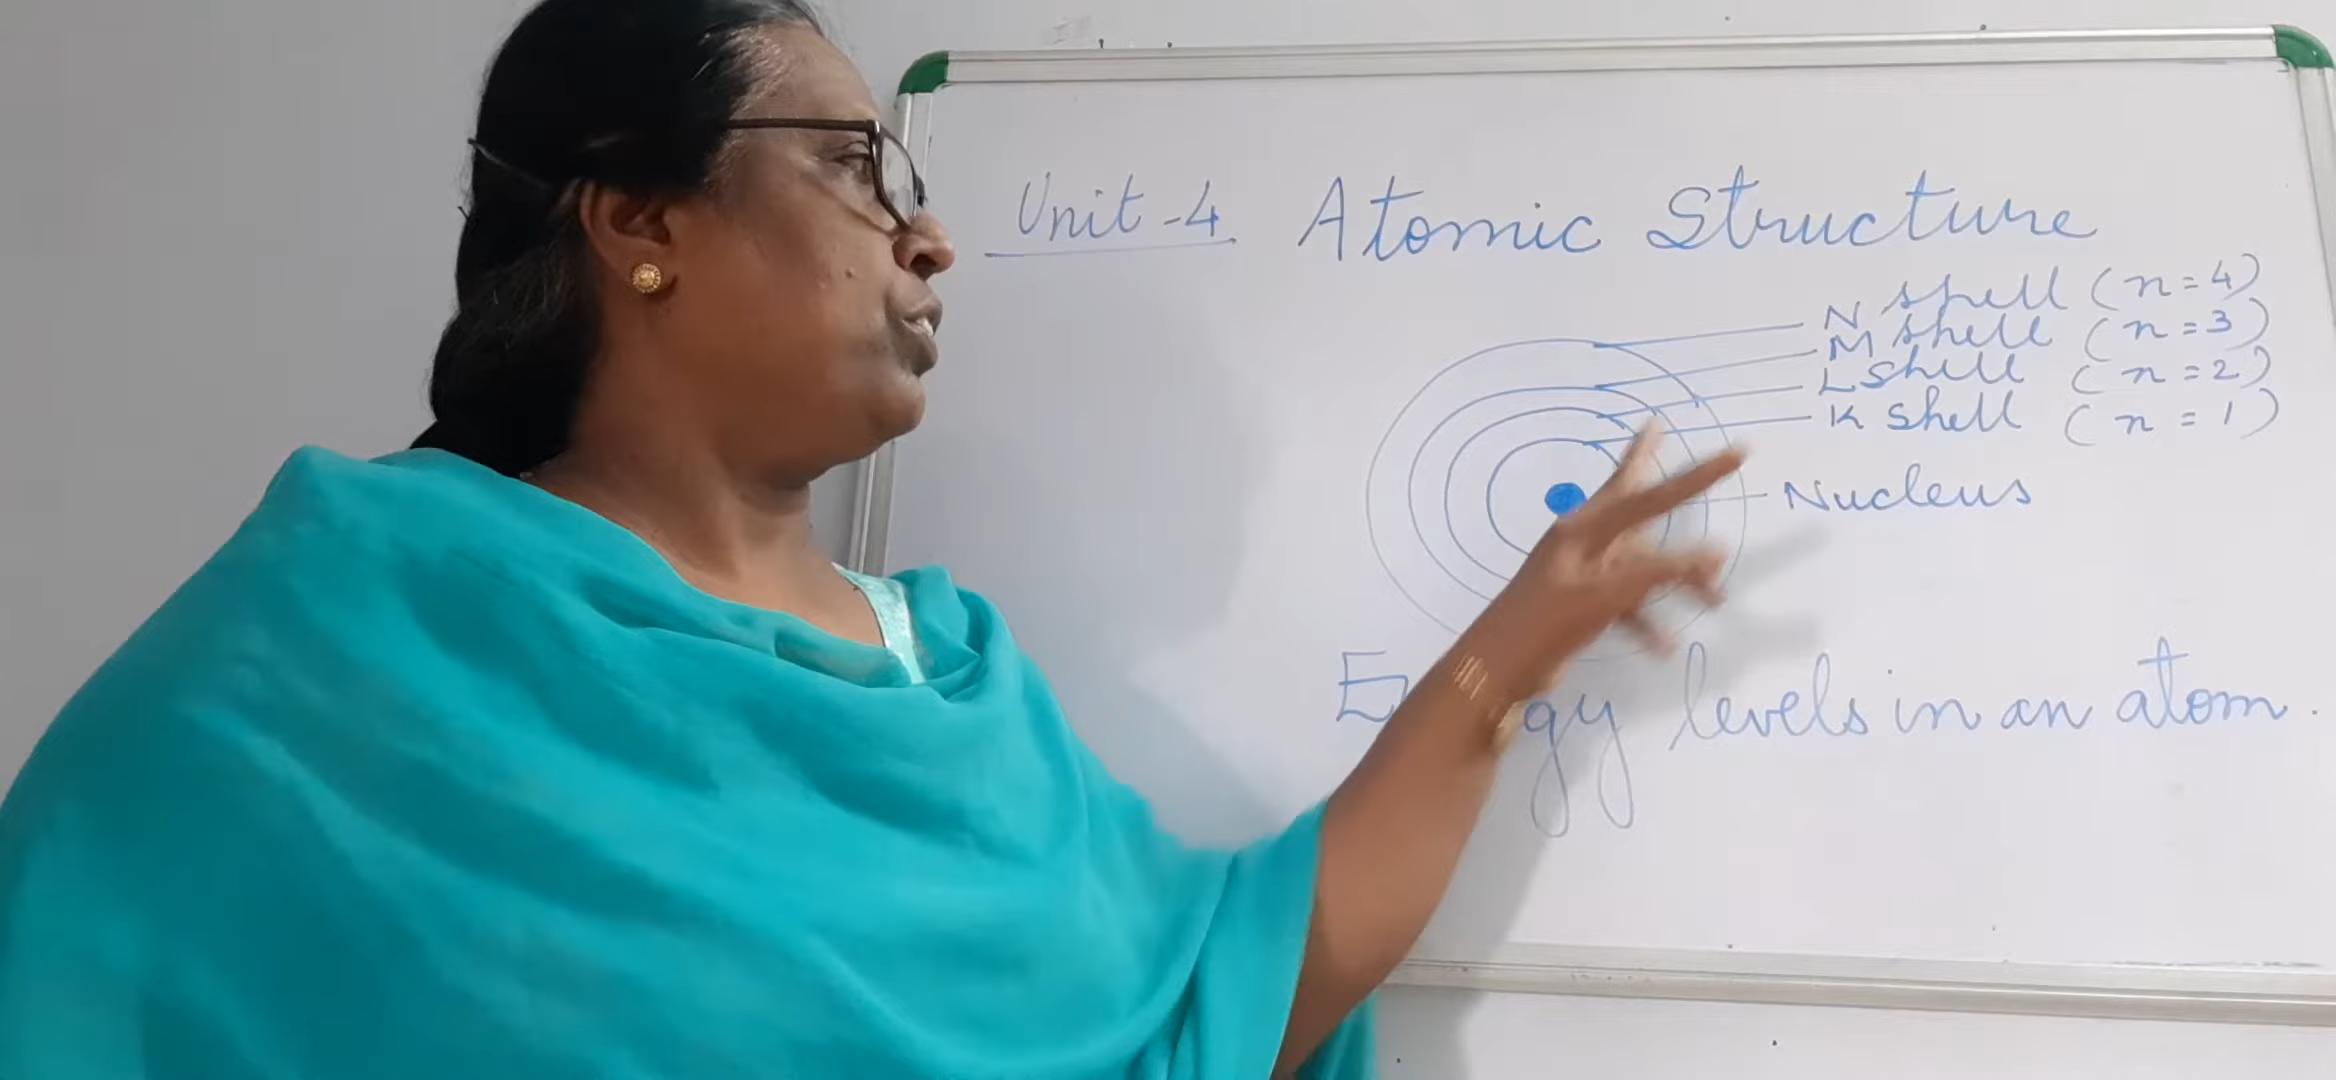 Unit-4 Atomic Structure
N shell (n=4)
M shell (n=3)
L shell (n=2)
K shell (n=1)
Nucleus
levels in an atom.